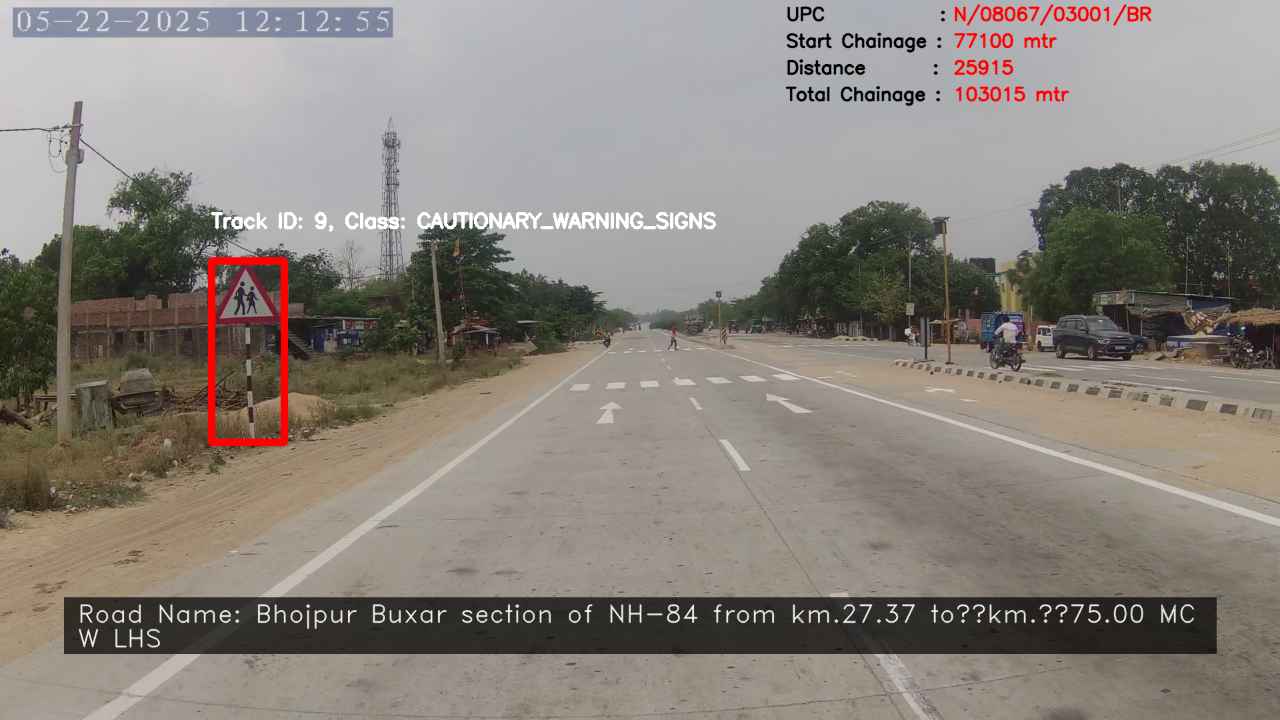 05-22-2025 12:12:55
UPC : N/08067/03001/BR
Start Chainage : 77100 mtr
Distance : 25915
Total Chainage : 103015 mtr
Track ID: 9, Class: CAUTIONARY_WARNING_SIGNS
Road Name: Bhojpur Buxar section of NH-84 from km.27.37 to??km.??75.00 MC
W LHS